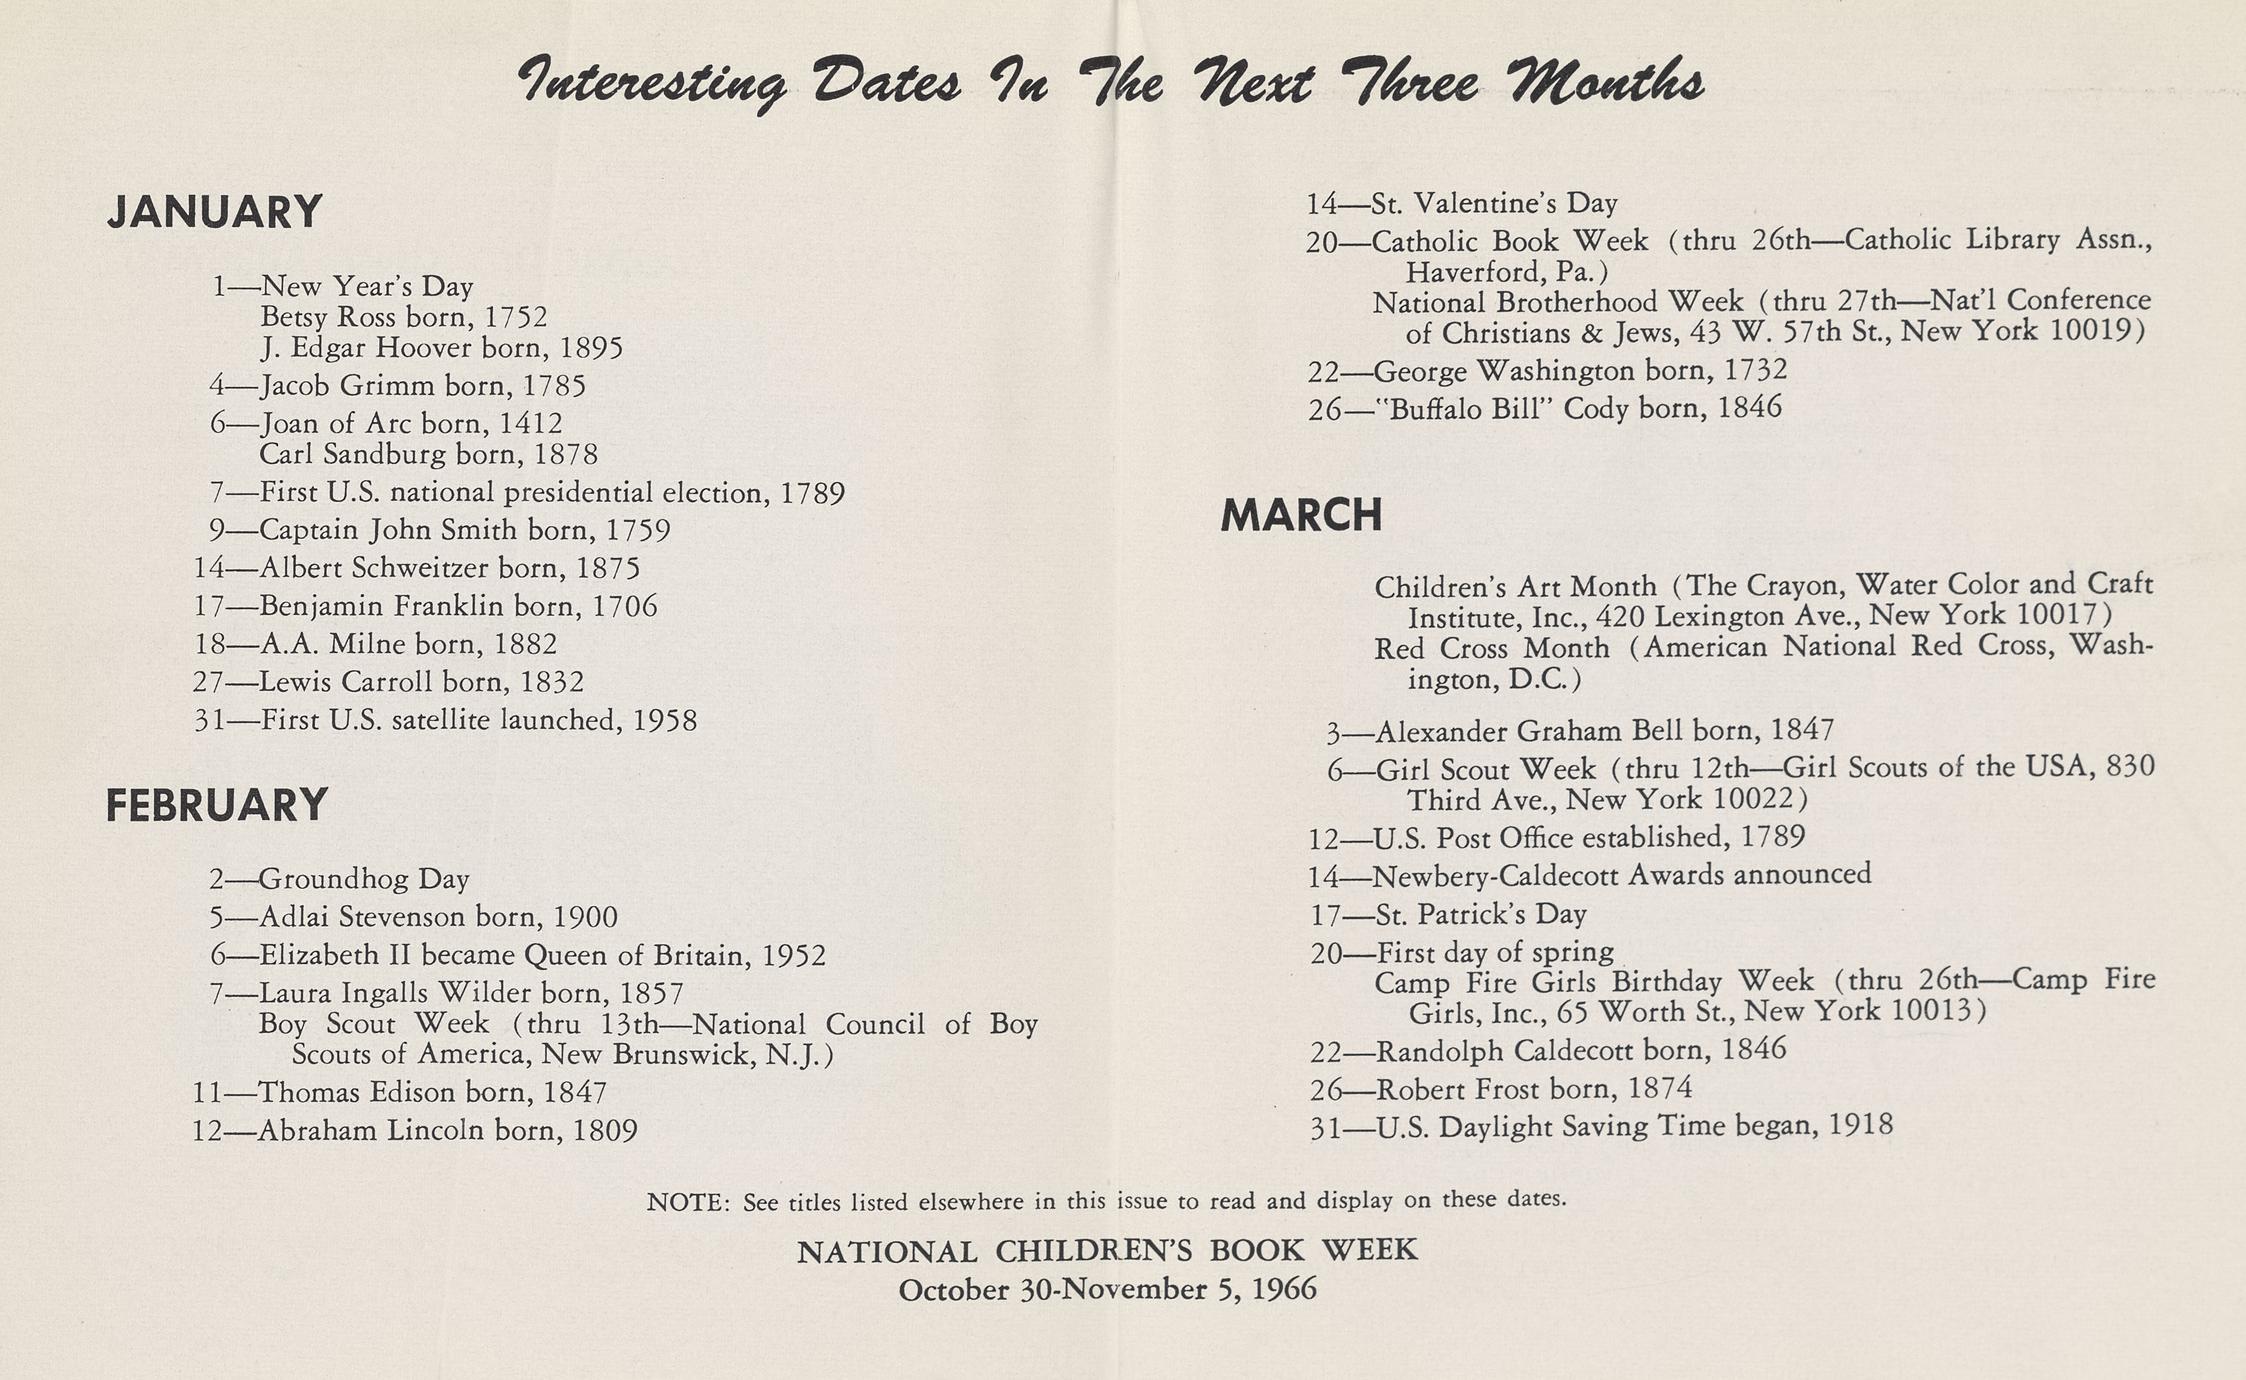 Interesting Dates In The Next Three Months
JANUARY
1—New Year's Day
Betsy Ross born, 1752
J. Edgar Hoover born, 1895
4—Jacob Grimm born, 1785
6—Joan of Arc born, 1412
Carl Sandburg born, 1878
7—First U.S. national presidential election, 1789
9—Captain John Smith born, 1759
14—Albert Schweitzer born, 1875
17—Benjamin Franklin born, 1706
18—A.A. Milne born, 1882
27—Lewis Carroll born, 1832
31—First U.S. satellite launched, 1958
FEBRUARY
2—Groundhog Day
5—Adlai Stevenson born, 1900
6—Elizabeth II became Queen of Britain, 1952
7—Laura Ingalls Wilder born, 1857
Boy Scout Week (thru 13th—National Council of Boy
Scouts of America, New Brunswick, N.J.)
11—Thomas Edison born, 1847
12—Abraham Lincoln born, 1809
14—St. Valentine's Day
20—Catholic Book Week (thru 26th—Catholic Library Assn.,
Haverford, Pa.)
National Brotherhood Week (thru 27th—Nat'l Conference
of Christians & Jews, 43 W. 57th St., New York 10019)
22—George Washington born, 1732
26—"Buffalo Bill" Cody born, 1846
MARCH
Children's Art Month (The Crayon, Water Color and Craft
Institute, Inc., 420 Lexington Ave., New York 10017)
Red Cross Month (American National Red Cross, Wash-
ington, D.C.)
3—Alexander Graham Bell born, 1847
6—Girl Scout Week (thru 12th—Girl Scouts of the USA, 830
Third Ave., New York 10022)
12—U.S. Post Office established, 1789
14—Newbery-Caldecott Awards announced
17—St. Patrick's Day
20—First day of spring
Camp Fire Girls Birthday Week (thru 26th—Camp Fire
Girls, Inc., 65 Worth St., New York 10013)
22—Randolph Caldecott born, 1846
26—Robert Frost born, 1874
31—U.S. Daylight Saving Time began, 1918
NOTE: See titles listed elsewhere in this issue to read and display on these dates.
NATIONAL CHILDREN'S BOOK WEEK
October 30-November 5, 1966